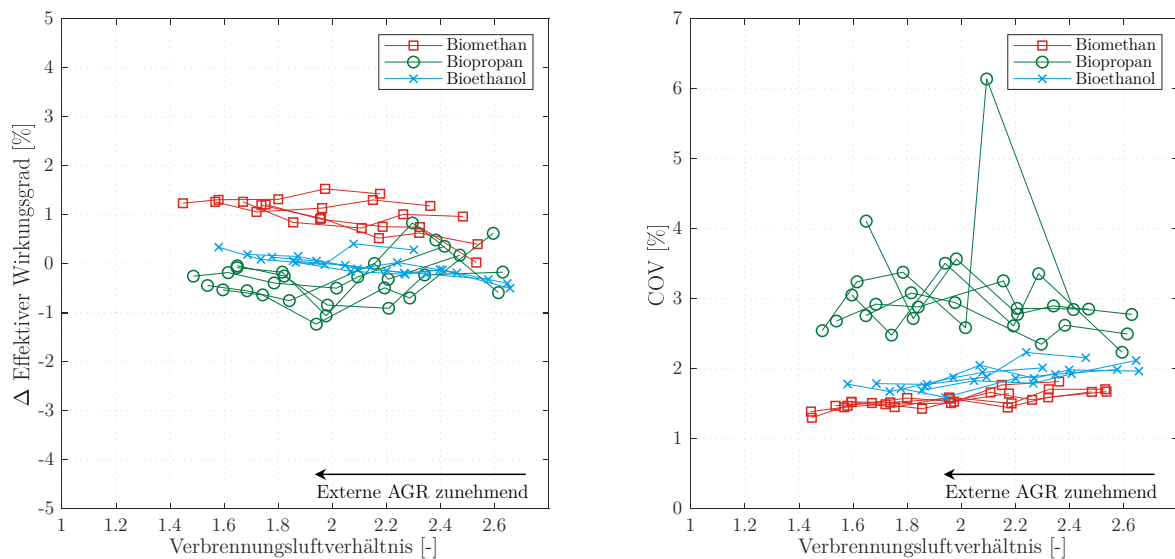 5
4
3
2
1
0
-1
-2
-3
-4
-5
Δ Effektiver Wirkungsgrad [%]
Biomethan
Biopropan
Bioethanol
Externe AGR zunehmend
1 1.2 1.4 1.6 1.8 2 2.2 2.4 2.6
Verbrennungsluftverhältnis [-]
7
6
5
4
3
2
1
0
COV [%]
Biomethan
Biopropan
Bioethanol
Externe AGR zunehmend
1 1.2 1.4 1.6 1.8 2 2.2 2.4 2.6
Verbrennungsluftverhältnis [-]